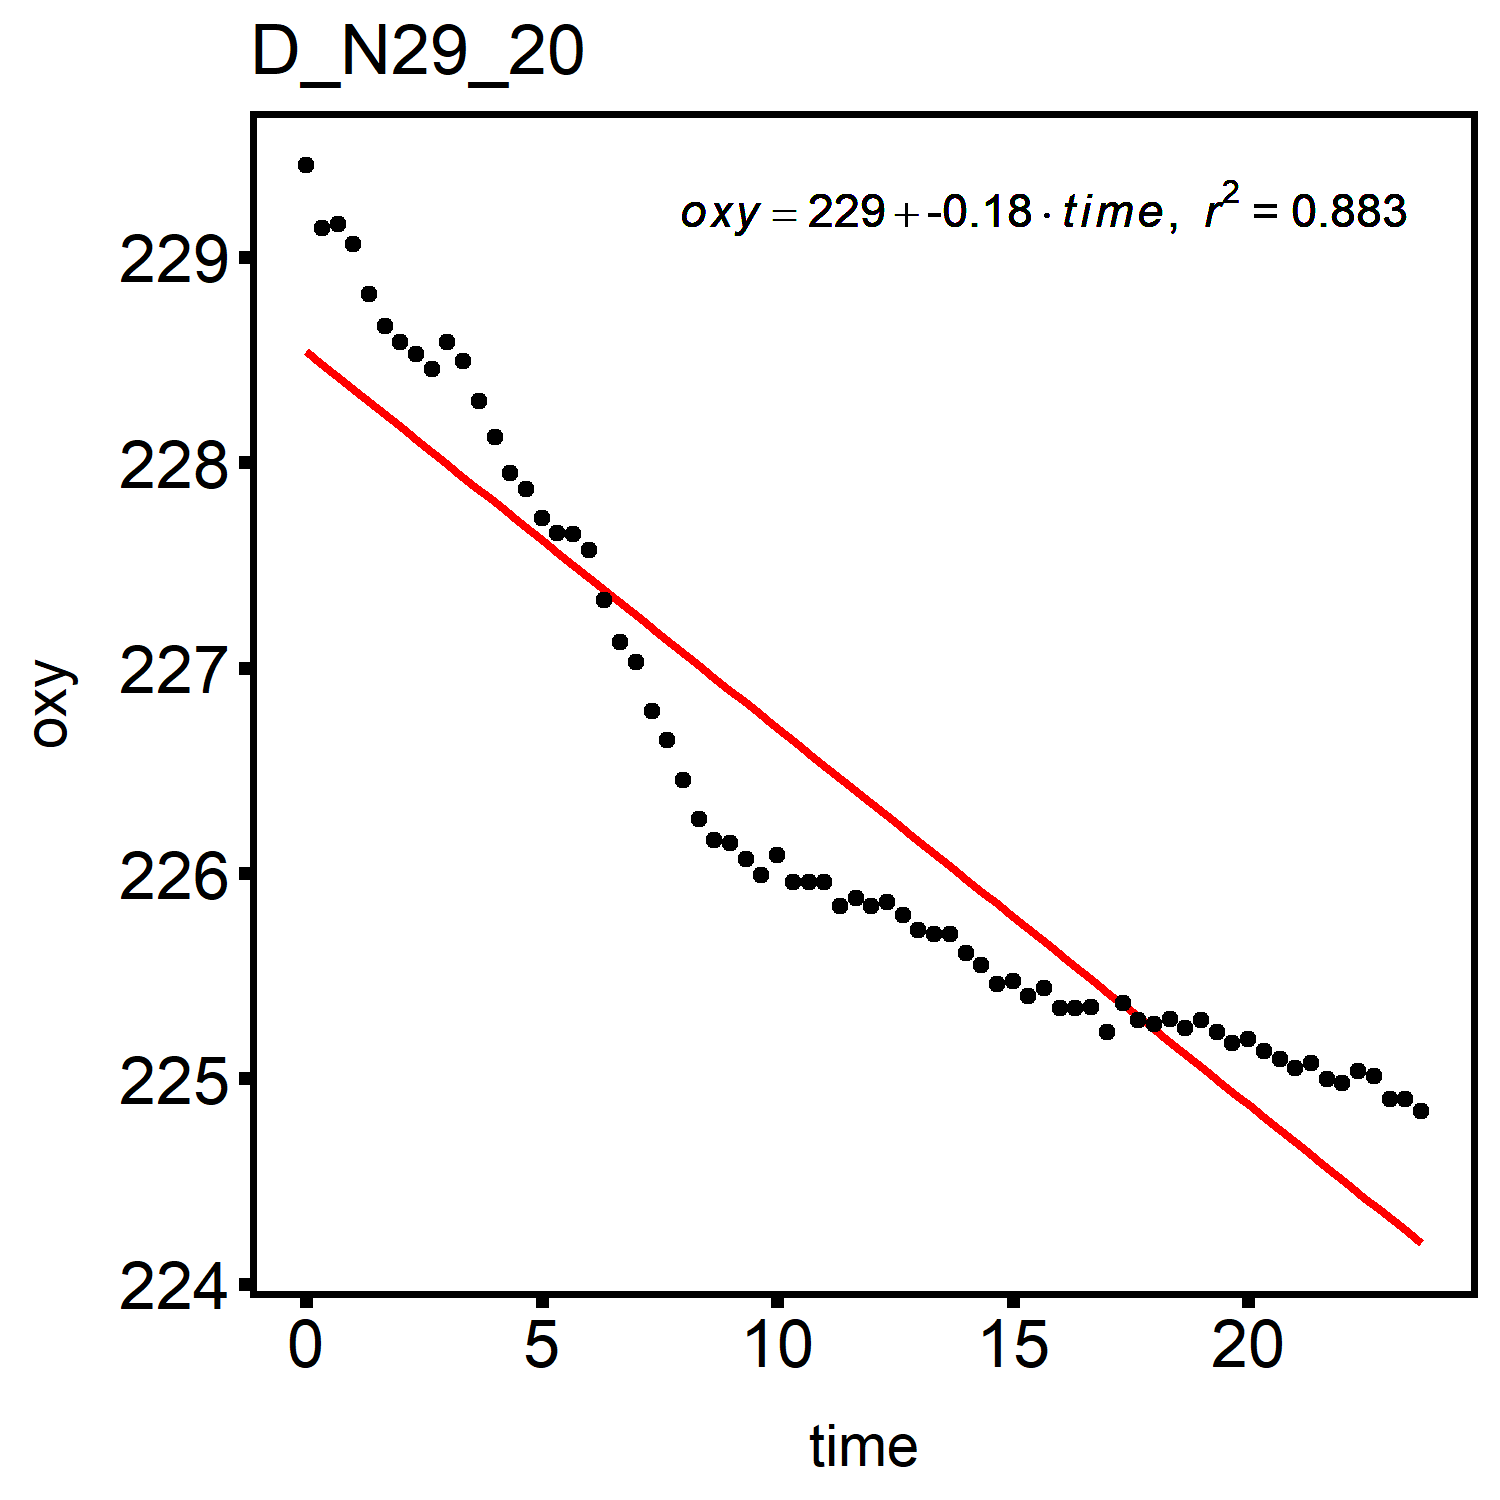 D_N29_20
oxy = 229 + -0.18 · time, r² = 0.883
229
228
227
226
225
224
oxy
0 5 10 15 20
time